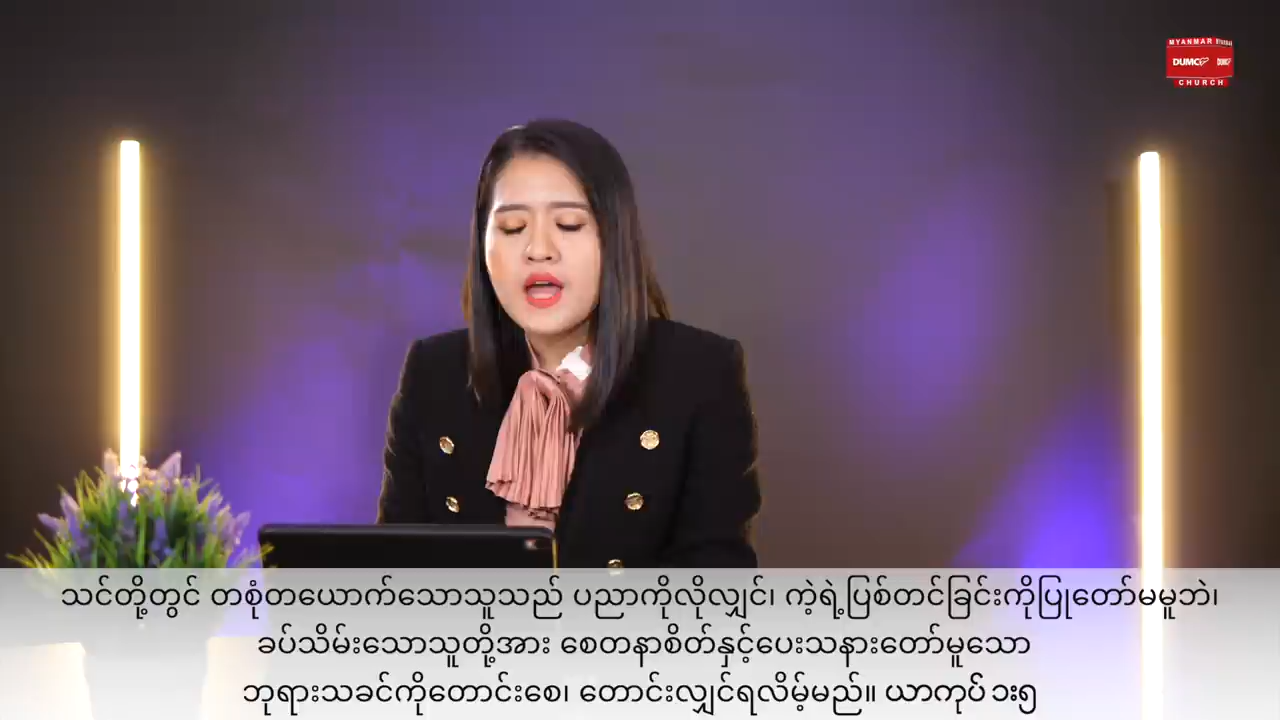 MYANMAR
DUMC DUMC
CHURCH
သင်တို့တွင် တစုံတယောက်သောသူသည် ပညာကိုလိုလျှင်၊ ကဲ့ရဲ့ပြစ်တင်ခြင်းကိုပြုတော်မမူဘဲ၊
ခပ်သိမ်းသောသူတို့အား စေတနာစိတ်နှင့်ပေးသနားတော်မူသော
ဘုရားသခင်ကိုတောင်းစေ၊ တောင်းလျှင်ရလိမ့်မည်။ ယာကုပ် ၁း၅